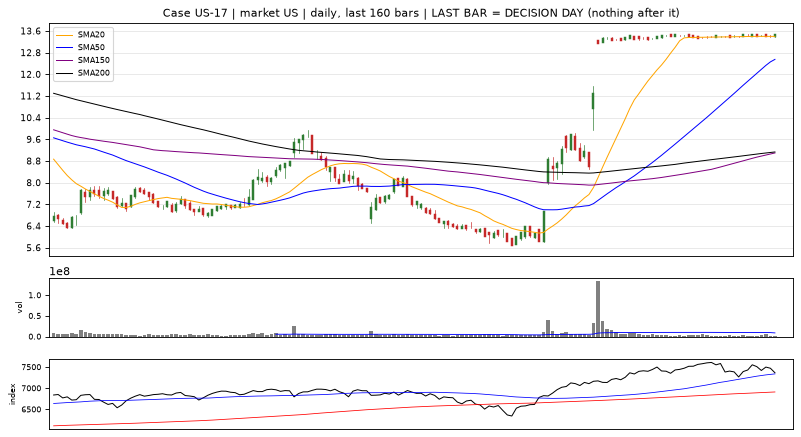 Case US-17 | market US | daily, last 160 bars | LAST BAR = DECISION DAY (nothing after it)
13.6
12.8
12.0
11.2
10.4
9.6
8.8
8.0
7.2
6.4
5.6
SMA20
SMA50
SMA150
SMA200
1e8
vol
1.0
0.5
0.0
index
7500
7000
6500